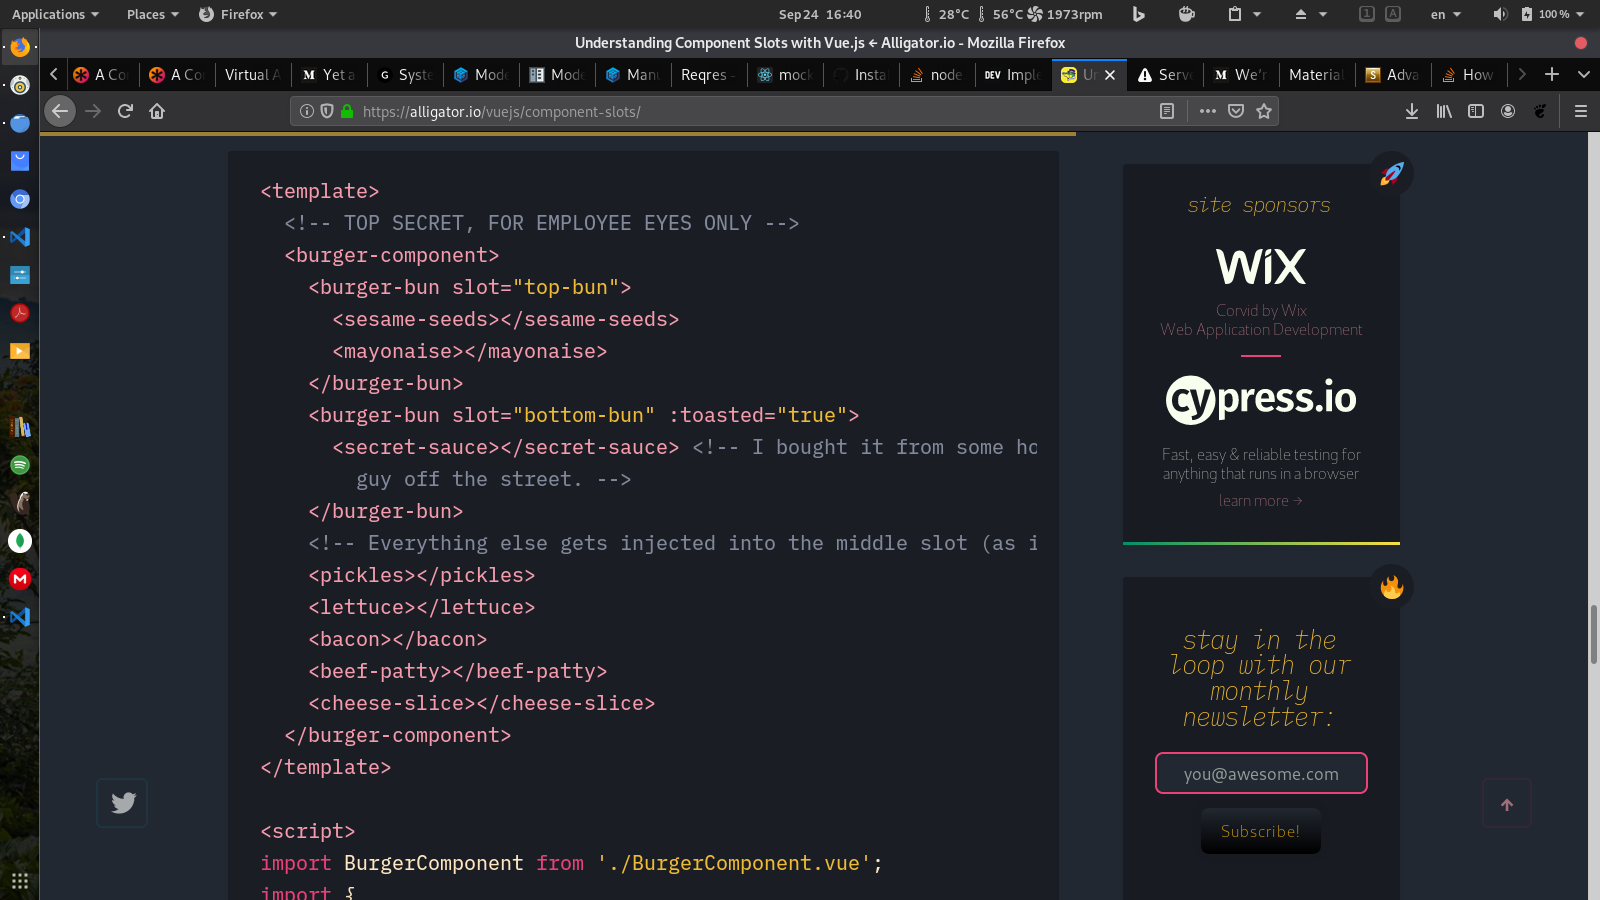 Applications Places Firefox Sep 24 16:40 28°C 56°C 1973rpm 1 A en 100 %
Understanding Component Slots with Vue.js ← Alligator.io - Mozilla Firefox
A Co A Co Virtual A Yet a Syste Mode Mode Manu Reqres - mock Instal node DEV Imple Un Serve We'r Material Adva How
https://alligator.io/vuejs/component-slots/
<template>
<!-- TOP SECRET, FOR EMPLOYEE EYES ONLY -->
<burger-component>
<burger-bun slot="top-bun">
<sesame-seeds></sesame-seeds>
<mayonaise></mayonaise>
</burger-bun>
<burger-bun slot="bottom-bun" :toasted="true">
<secret-sauce></secret-sauce> <!-- I bought it from some ho
guy off the street. -->
</burger-bun>
<!-- Everything else gets injected into the middle slot (as i
<pickles></pickles>
<lettuce></lettuce>
<bacon></bacon>
<beef-patty></beef-patty>
<cheese-slice></cheese-slice>
</burger-component>
</template>
<script>
import BurgerComponent from './BurgerComponent.vue';
import {
site sponsors
WiX
Corvid by Wix
Web Application Development
cypress.io
Fast, easy & reliable testing for
anything that runs in a browser
learn more →
stay in the
loop with our
monthly
newsletter:
you@awesome.com
Subscribe!